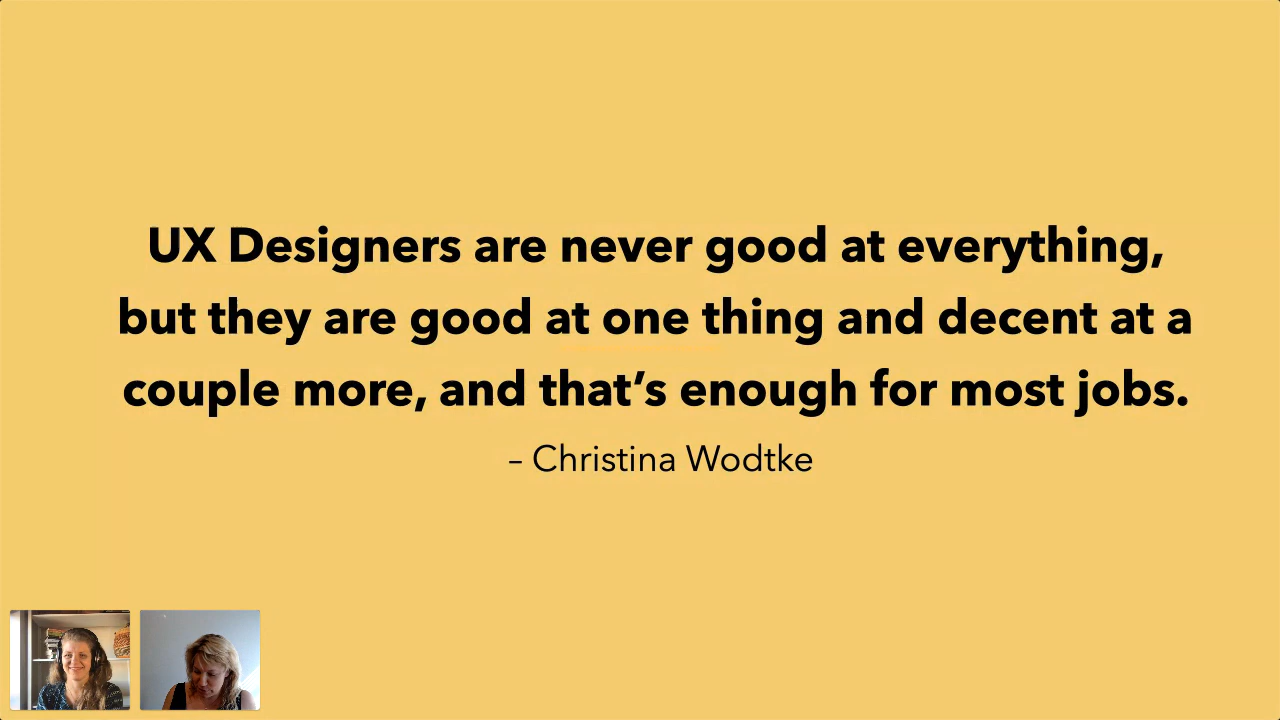 UX Designers are never good at everything,
but they are good at one thing and decent at a
couple more, and that’s enough for most jobs.
– Christina Wodtke